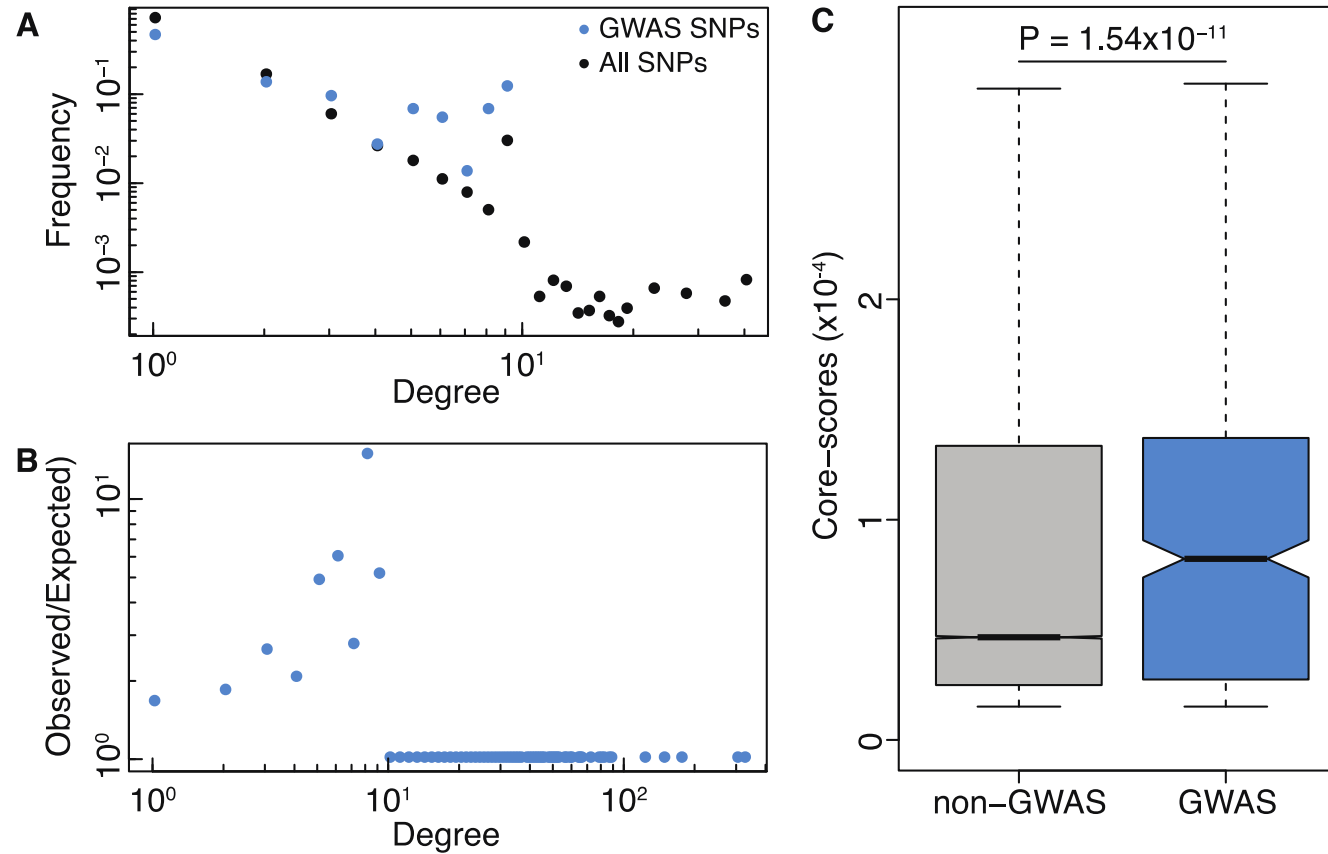 A
GWAS SNPs
All SNPs
Frequency
10⁻¹
10⁻²
10⁻³
10⁰
10¹
Degree
B
Observed/Expected)
10¹
10⁰
10⁰
10¹
10²
Degree
C
P = 1.54x10⁻¹¹
Core−scores (x10⁻⁴)
2
1
0
non−GWAS
GWAS